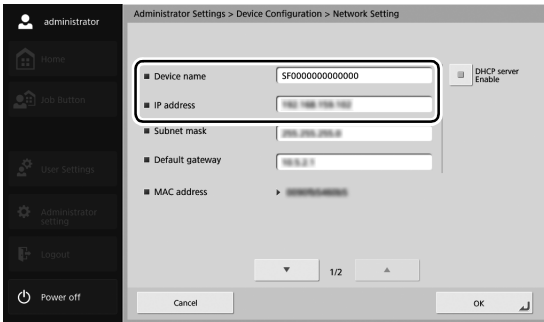 administrator
Administrator Settings > Device Configuration > Network Setting
Home
Job Button
User Settings
Administrator
setting
Logout
Power off
Device name
SF0000000000000
DHCP server
Enable
IP address
Subnet mask
Default gateway
MAC address
1/2
Cancel
OK